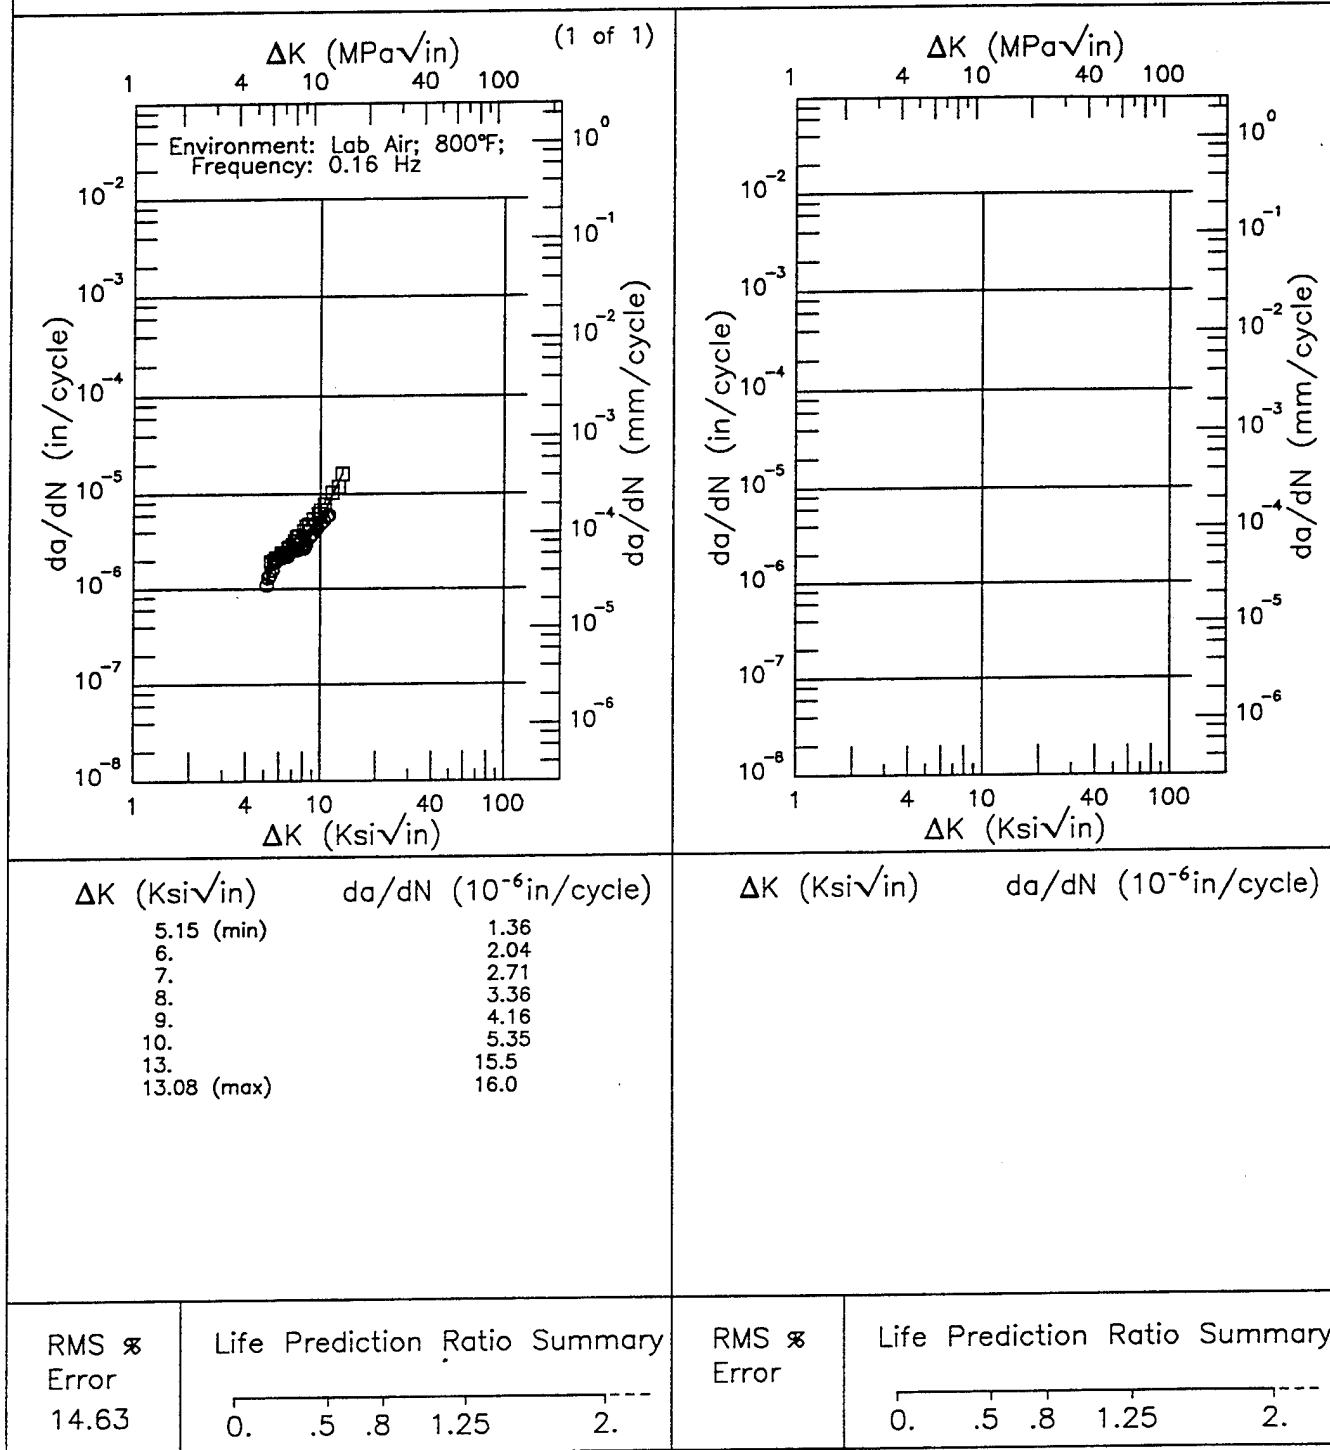 (1 of 1)
ΔK (MPa√in)
1 4 10 40 100
Environment: Lab Air; 800°F;
Frequency: 0.16 Hz
da/dN (in/cycle)
10⁻²
10⁻³
10⁻⁴
10⁻⁵
10⁻⁶
10⁻⁷
10⁻⁸
10⁰
10⁻¹
10⁻²
10⁻³
10⁻⁴
10⁻⁵
10⁻⁶
da/dN (mm/cycle)
1 4 10 40 100
ΔK (Ksi√in)
ΔK (MPa√in)
1 4 10 40 100
da/dN (in/cycle)
10⁻²
10⁻³
10⁻⁴
10⁻⁵
10⁻⁶
10⁻⁷
10⁻⁸
10⁰
10⁻¹
10⁻²
10⁻³
10⁻⁴
10⁻⁵
10⁻⁶
da/dN (mm/cycle)
1 4 10 40 100
ΔK (Ksi√in)
ΔK (Ksi√in) da/dN (10⁻⁶in/cycle)
5.15 (min) 1.36
6. 2.04
7. 2.71
8. 3.36
9. 4.16
10. 5.35
13. 15.5
13.08 (max) 16.0
ΔK (Ksi√in) da/dN (10⁻⁶in/cycle)
RMS %
Error
14.63
Life Prediction Ratio Summary
0. .5 .8 1.25 2.
RMS %
Error
Life Prediction Ratio Summary
0. .5 .8 1.25 2.